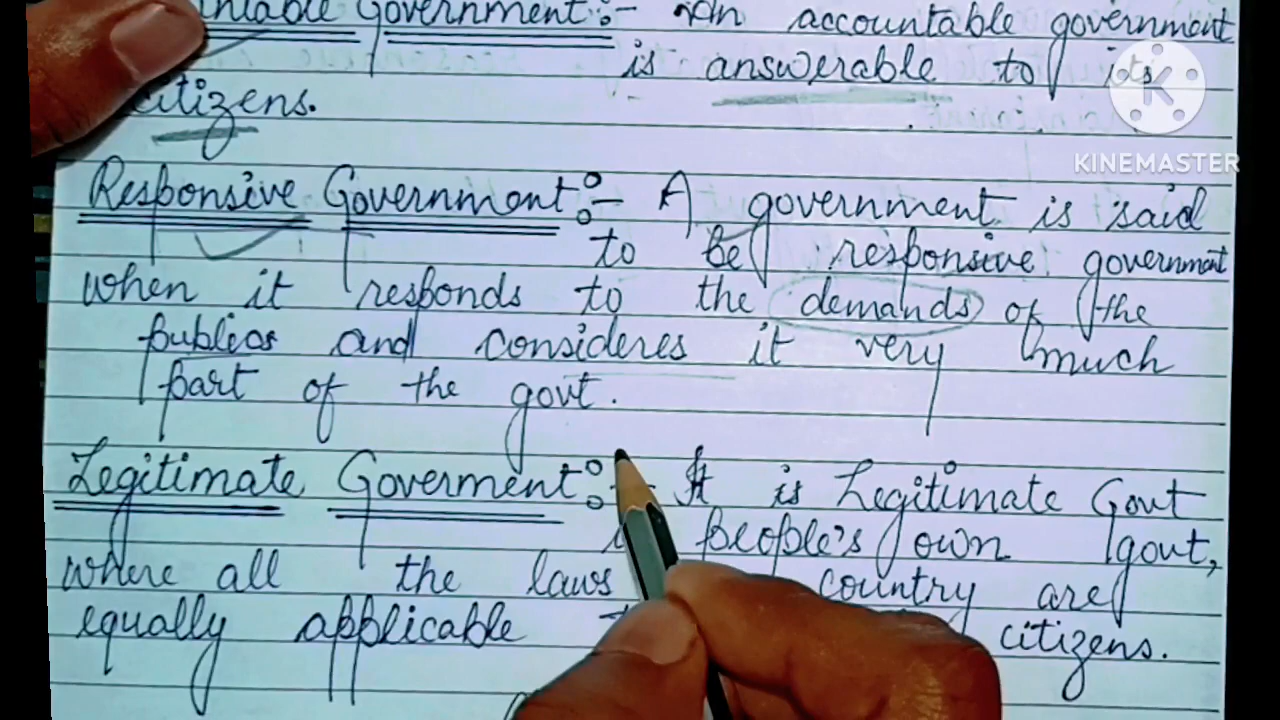 Government:- An accountable government
is answerable to its
citizens.
KINEMASTER
Responsive Government:- A government is said
to be responsive government
when it responds to the demands of the
publics and consideres it very much
part of the govt.
Legitimate Goverment:- It is Legitimate Govt
people's own govt,
where all the laws country are
equally applicable citizens.